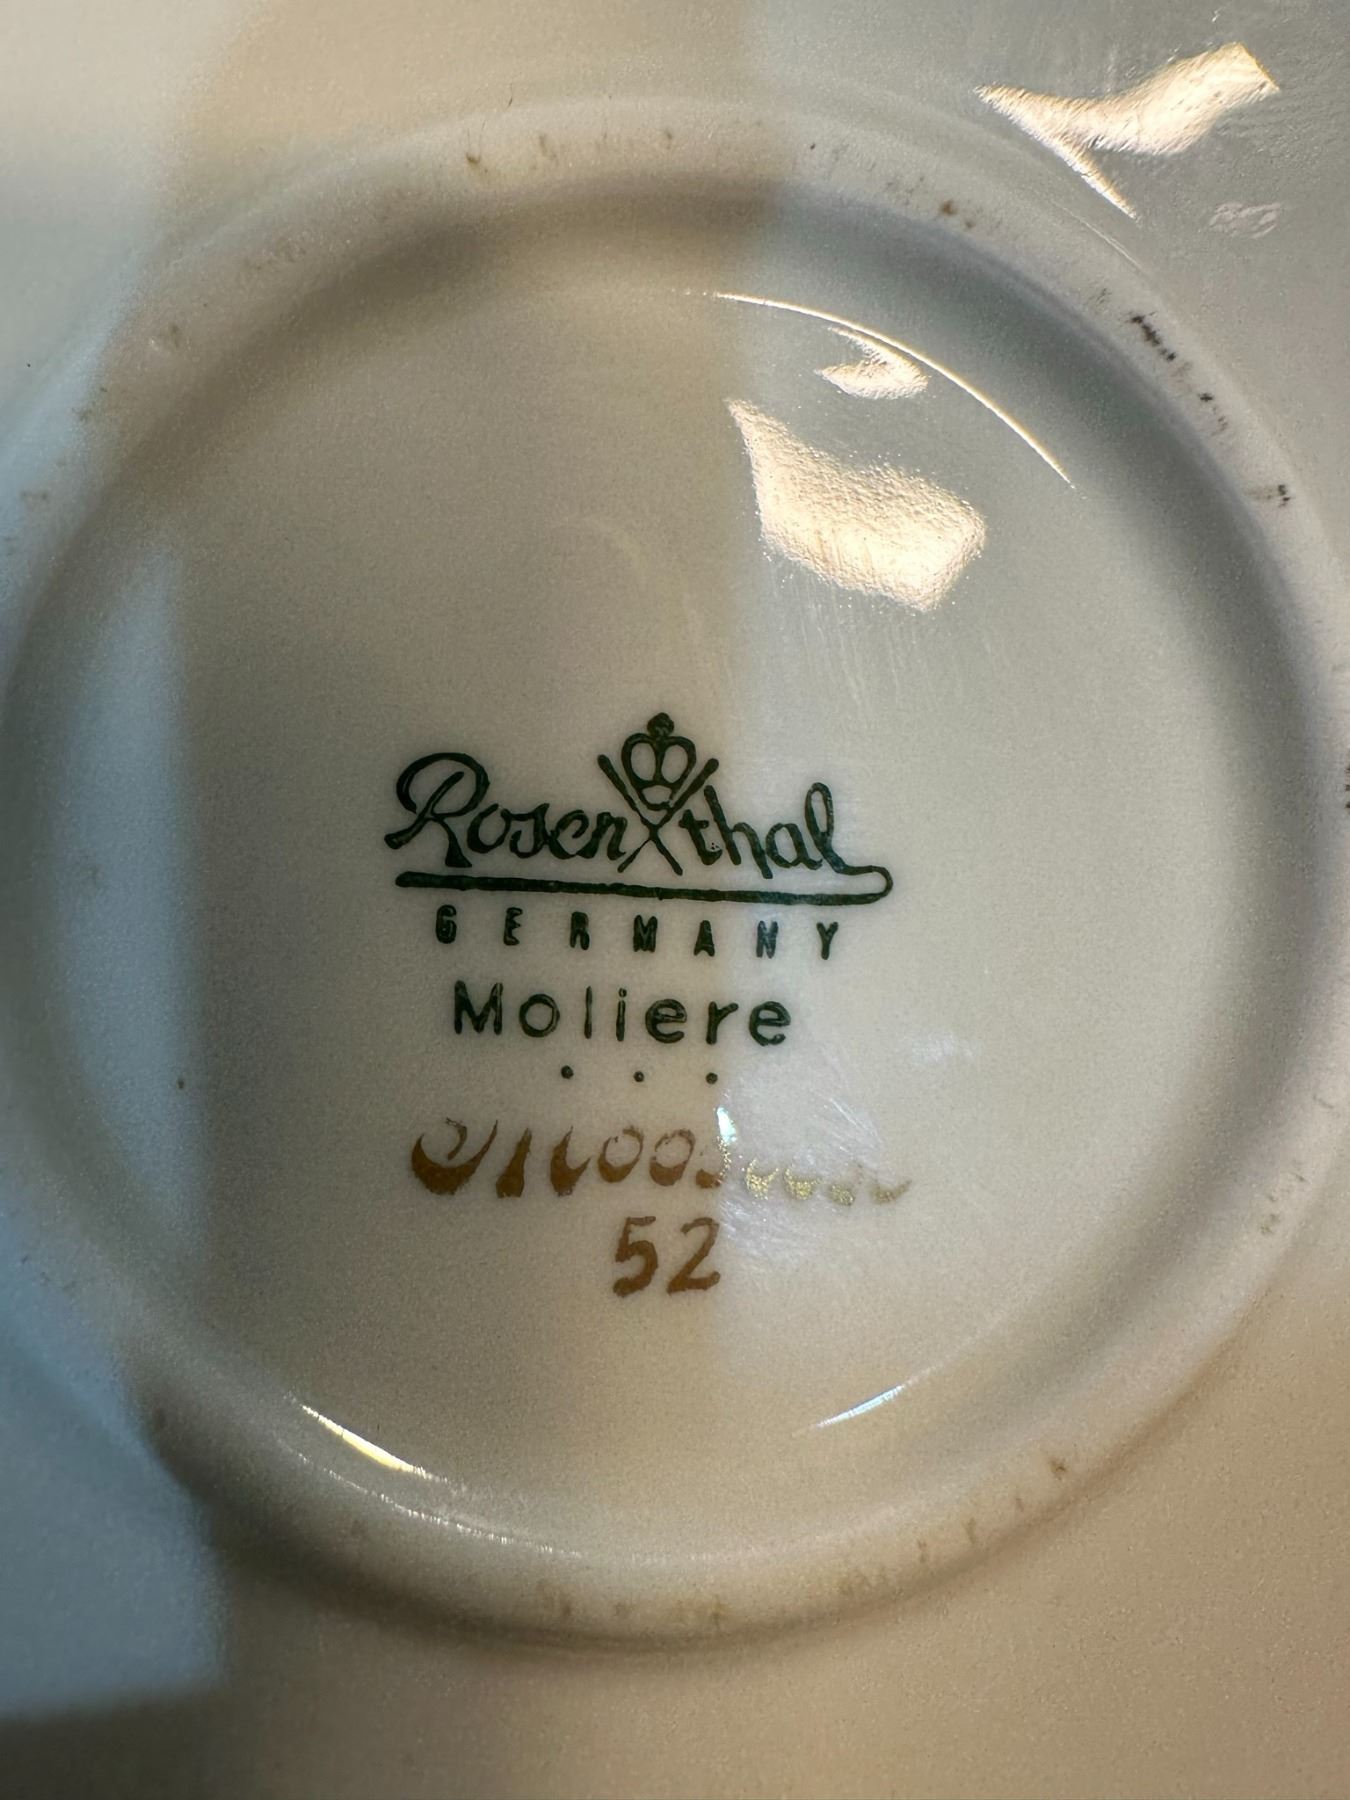 Rosenthal
GERMANY
Moliere
52